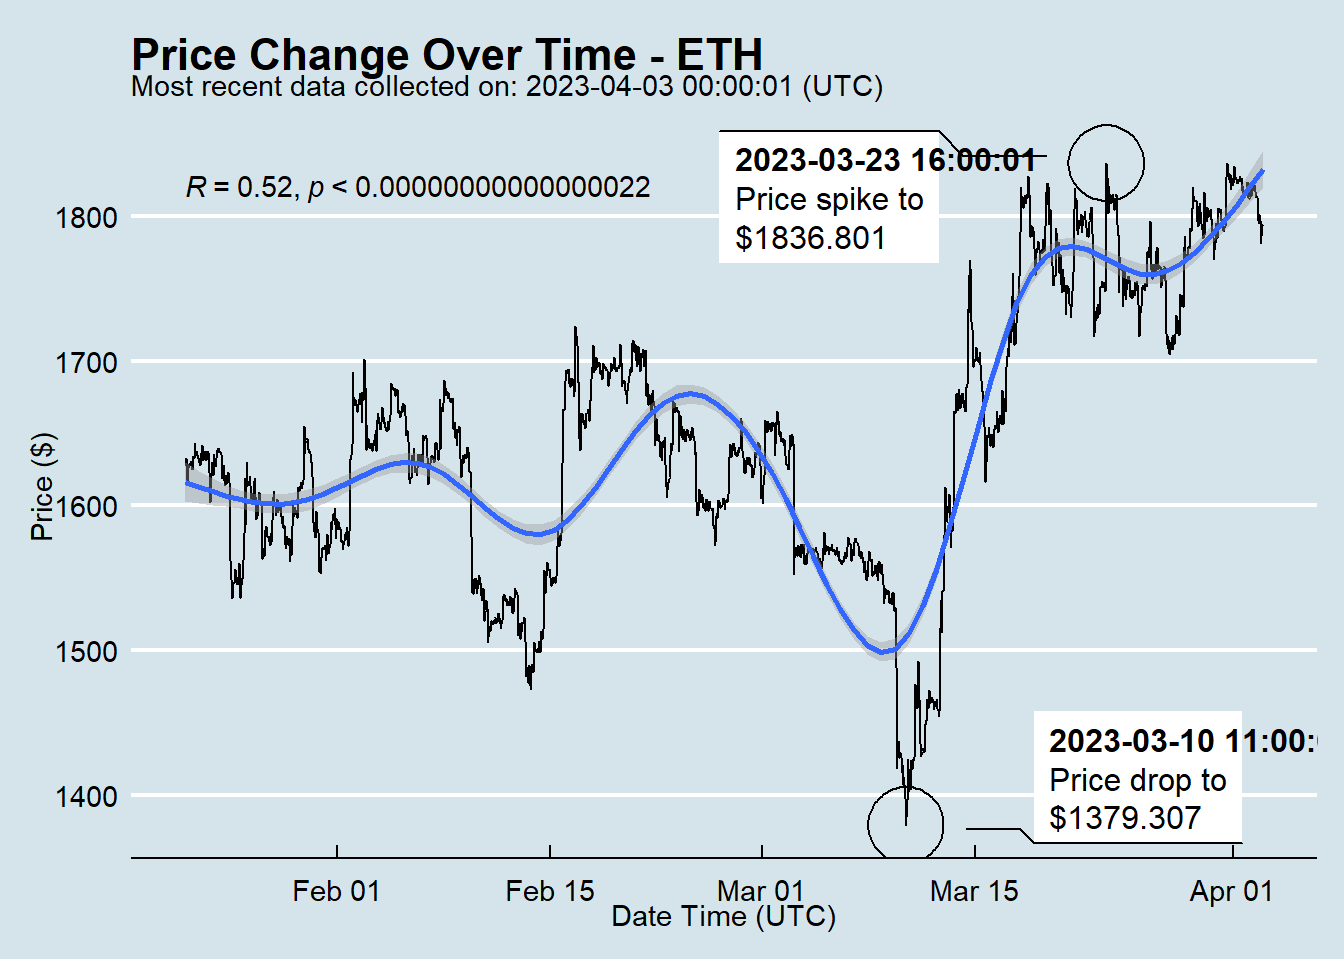 Price Change Over Time - ETH
Most recent data collected on: 2023-04-03 00:00:01 (UTC)
R = 0.52, p < 0.00000000000000022
2023-03-23 16:00:01
Price spike to
$1836.801
1800
1700
1600
1500
1400
Price ($)
2023-03-10 11:00:
Price drop to
$1379.307
Feb 01
Feb 15
Mar 01
Mar 15
Apr 01
Date Time (UTC)